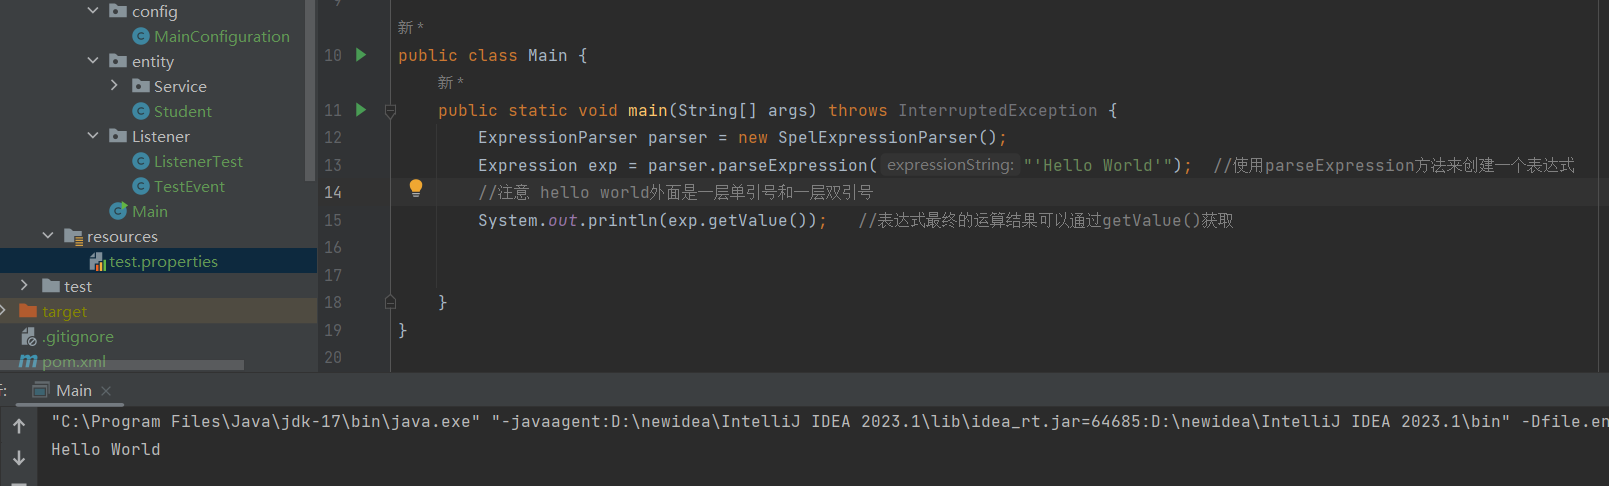 config
MainConfiguration
entity
Service
Student
Listener
ListenerTest
TestEvent
Main
resources
test.properties
test
target
.gitignore
pom.xml
9
新 *
10 public class Main {
新 *
11 public static void main(String[] args) throws InterruptedException {
12 ExpressionParser parser = new SpelExpressionParser();
13 Expression exp = parser.parseExpression( expressionString: "'Hello World'"); //使用parseExpression方法来创建一个表达式
14 //注意 hello world外面是一层单引号和一层双引号
15 System.out.println(exp.getValue()); //表达式最终的运算结果可以通过getValue()获取
16
17
18 }
19 }
20
Main
"C:\Program Files\Java\jdk-17\bin\java.exe" "-javaagent:D:\newidea\IntelliJ IDEA 2023.1\lib\idea_rt.jar=64685:D:\newidea\IntelliJ IDEA 2023.1\bin" -Dfile.en
Hello World